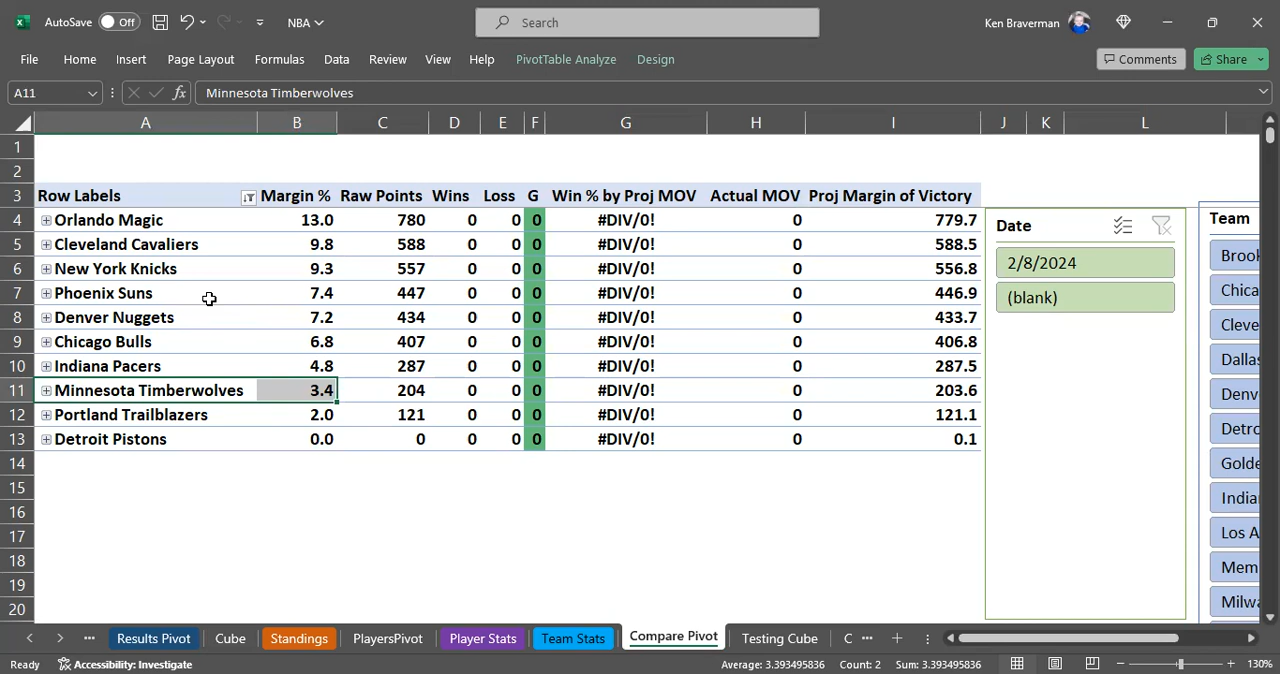 AutoSave Off NBA Search Ken Braverman
File Home Insert Page Layout Formulas Data Review View Help PivotTable Analyze Design Comments Share
A11 fx Minnesota Timberwolves
A B C D E F G H I J K L
1
2
3 Row Labels Margin % Raw Points Wins Loss G Win % by Proj MOV Actual MOV Proj Margin of Victory
4 Orlando Magic 13.0 780 0 0 0 #DIV/0! 0 779.7
5 Cleveland Cavaliers 9.8 588 0 0 0 #DIV/0! 0 588.5
6 New York Knicks 9.3 557 0 0 0 #DIV/0! 0 556.8
7 Phoenix Suns 7.4 447 0 0 0 #DIV/0! 0 446.9
8 Denver Nuggets 7.2 434 0 0 0 #DIV/0! 0 433.7
9 Chicago Bulls 6.8 407 0 0 0 #DIV/0! 0 406.8
10 Indiana Pacers 4.8 287 0 0 0 #DIV/0! 0 287.5
11 Minnesota Timberwolves 3.4 204 0 0 0 #DIV/0! 0 203.6
12 Portland Trailblazers 2.0 121 0 0 0 #DIV/0! 0 121.1
13 Detroit Pistons 0.0 0 0 0 0 #DIV/0! 0 0.1
14
15
16
17
18
19
20
Date
2/8/2024
(blank)
Team
Brook
Chica
Cleve
Dallas
Denv
Detro
Golde
Indian
Los A
Mem
Milwa
Results Pivot Cube Standings PlayersPivot Player Stats Team Stats Compare Pivot Testing Cube C
Ready Accessibility: Investigate Average: 3.393495836 Count: 2 Sum: 3.393495836 130%